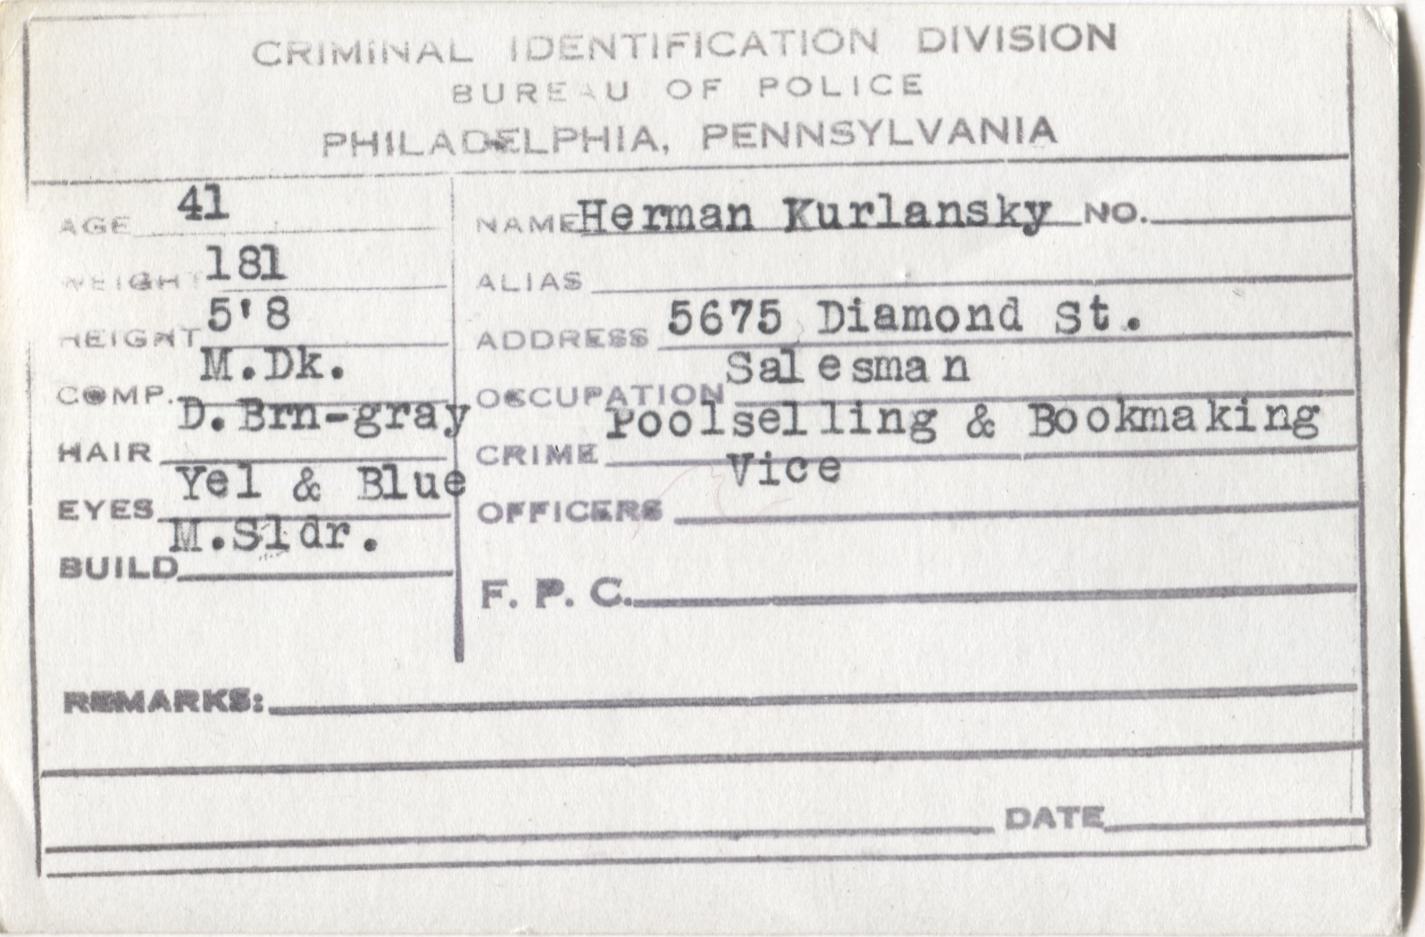 CRIMINAL IDENTIFICATION DIVISION
BUREAU OF POLICE
PHILADELPHIA, PENNSYLVANIA
AGE 41
WEIGHT 181
HEIGHT 5'8
COMP. M.Dk.
HAIR D.Brn-gray
EYES Yel & Blue
BUILD M.Sldr.
NAME Herman Kurlansky NO.
ALIAS
ADDRESS 5675 Diamond St.
OCCUPATION Salesman
CRIME Poolselling & Bookmaking
OFFICERS Vice
F. P. C.
REMARKS:
DATE